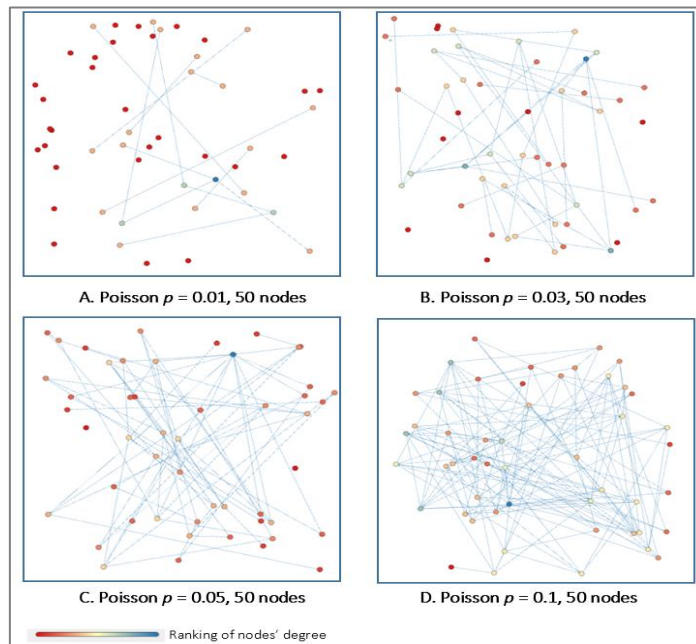 A. Poisson p = 0.01, 50 nodes
B. Poisson p = 0.03, 50 nodes
C. Poisson p = 0.05, 50 nodes
D. Poisson p = 0.1, 50 nodes
Ranking of nodes' degree